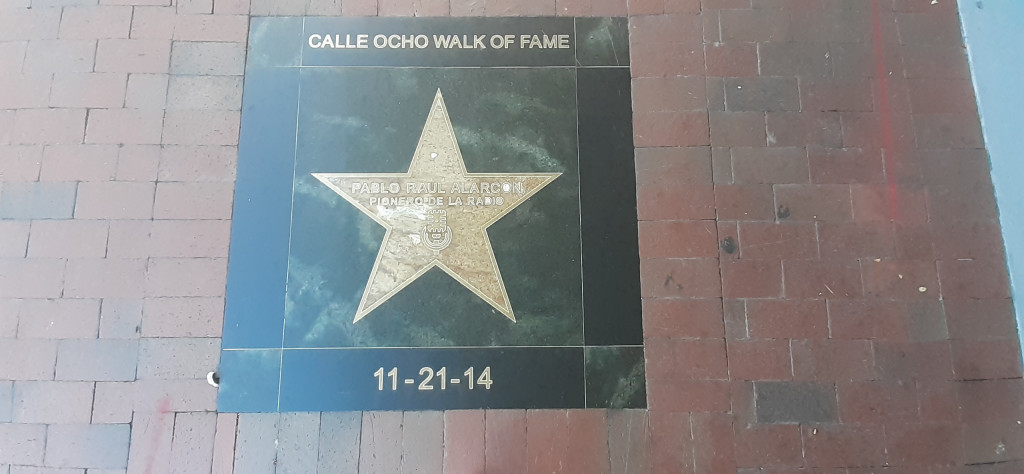 CALLE OCHO WALK OF FAME
PABLO RAUL ALARCON
PIONERO DE LA RADIO
11-21-14